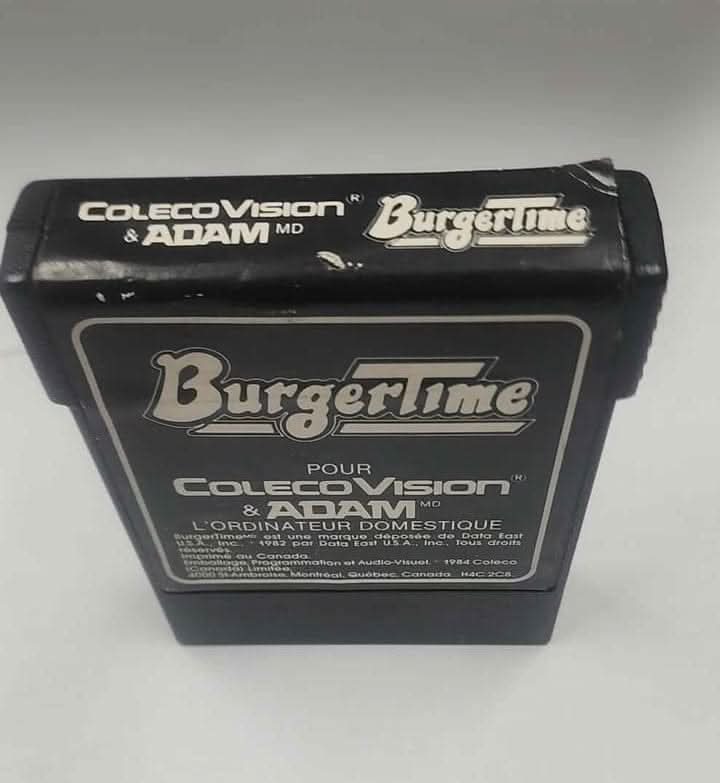 ColecoVision® BurgerTime
& ADAM MD
BurgerTime
POUR
ColecoVision®
& ADAM MD
L'ORDINATEUR DOMESTIQUE
BurgerTimeMD est une marque déposée de Data East
U.S.A., Inc. · 1982 par Data East U.S.A., Inc. Tous droits
réservés.
Imprimé au Canada.
Emballage, Programmation et Audio-Visuel · 1984 Coleco
(Canada) Limitée
4000 St-Ambroise, Montréal, Québec, Canada H4C 2C8